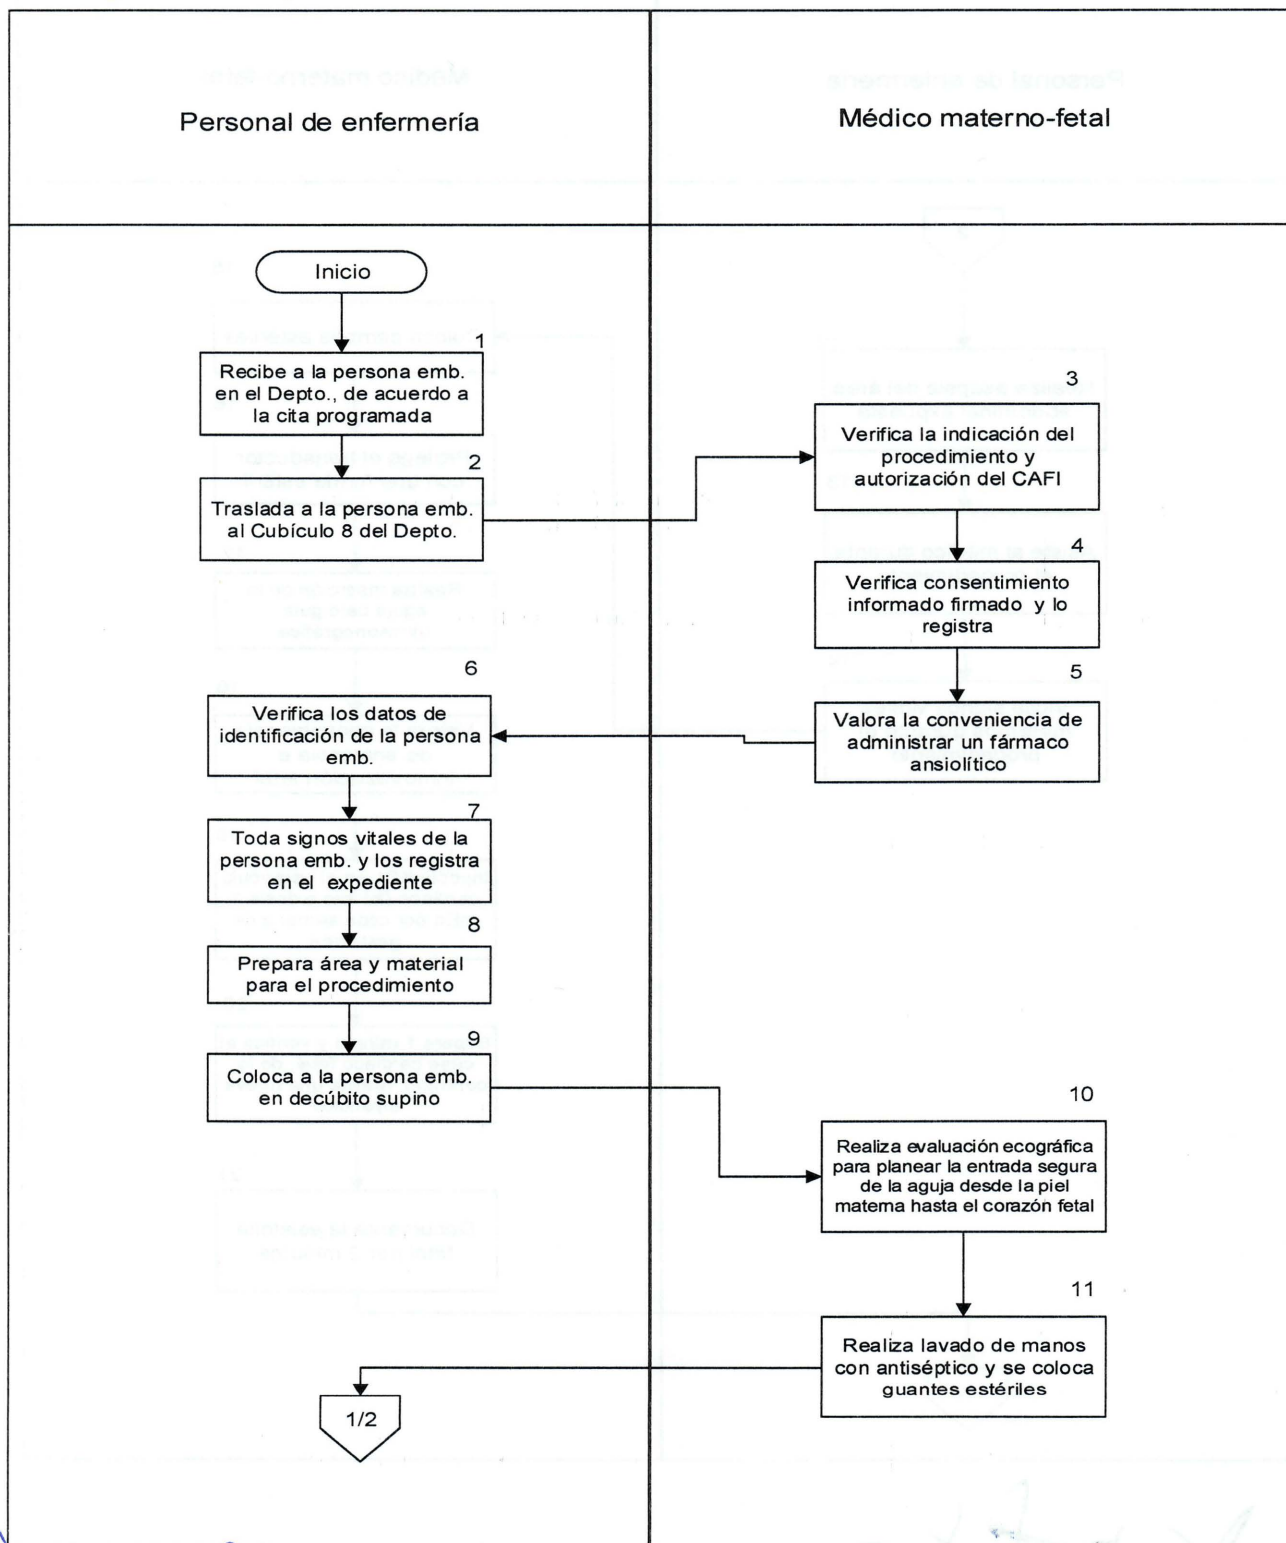 Personal de enfermería
Médico materno-fetal
Inicio
1
Recibe a la persona emb.
en el Depto., de acuerdo a
la cita programada
2
Traslada a la persona emb.
al Cubículo 8 del Depto.
3
Verifica la indicación del
procedimiento y
autorización del CAFI
4
Verifica consentimiento
informado firmado y lo
registra
5
Valora la conveniencia de
administrar un fármaco
ansiolítico
6
Verifica los datos de
identificación de la persona
emb.
7
Toda signos vitales de la
persona emb. y los registra
en el expediente
8
Prepara área y material
para el procedimiento
9
Coloca a la persona emb.
en decúbito supino
10
Realiza evaluación ecográfica
para planear la entrada segura
de la aguja desde la piel
materna hasta el corazón fetal
11
Realiza lavado de manos
con antiséptico y se coloca
guantes estériles
1/2